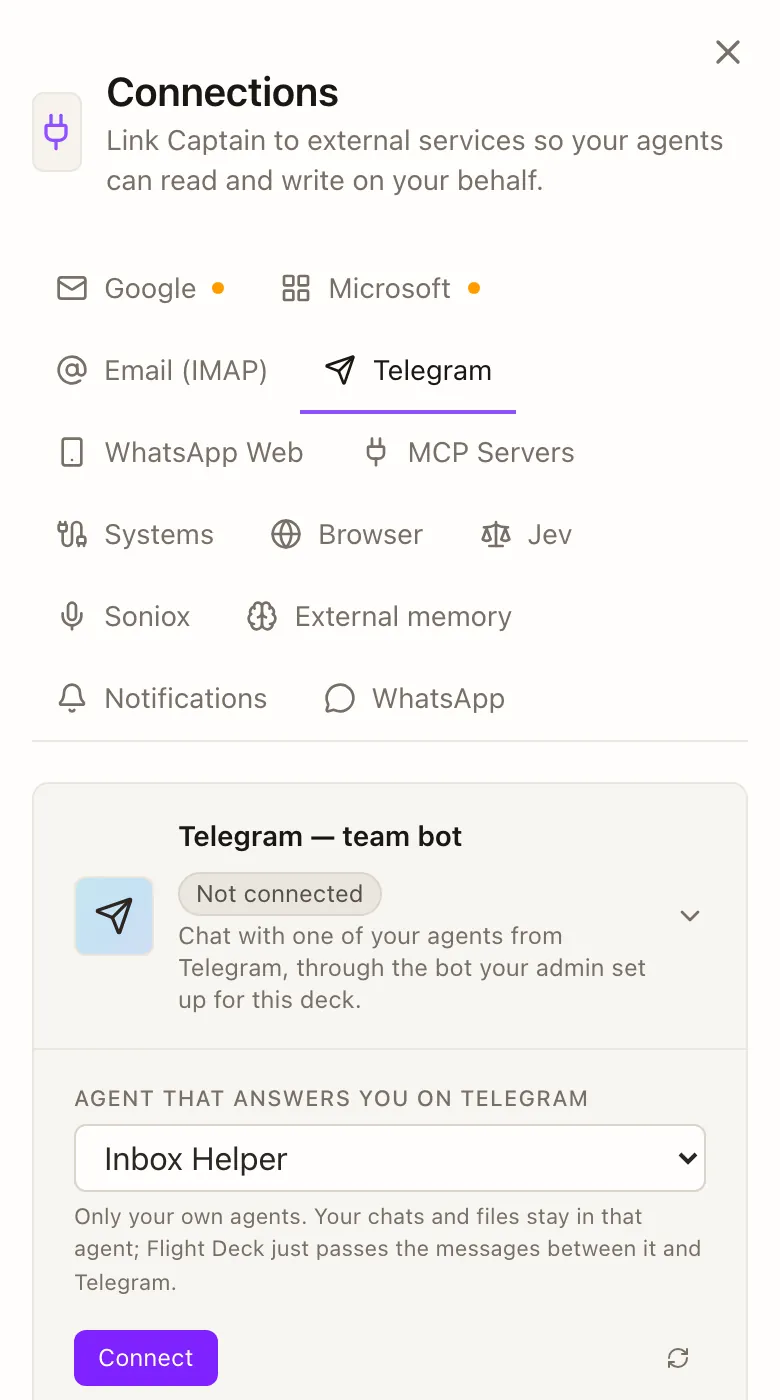 Connections
Link Captain to external services so your agents
can read and write on your behalf.
Google
Microsoft
Email (IMAP)
Telegram
WhatsApp Web
MCP Servers
Systems
Browser
Jev
Soniox
External memory
Notifications
WhatsApp
Telegram — team bot
Not connected
Chat with one of your agents from
Telegram, through the bot your admin set
up for this deck.
AGENT THAT ANSWERS YOU ON TELEGRAM
Inbox Helper
Only your own agents. Your chats and files stay in that
agent; Flight Deck just passes the messages between it and
Telegram.
Connect